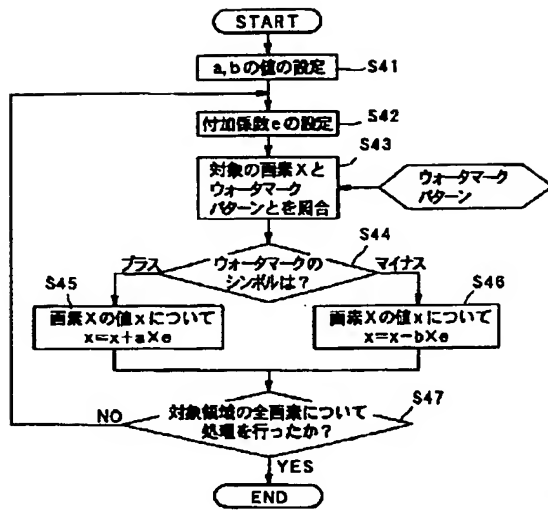 START
a,bの値の設定
S41
付加係数eの設定
S42
対象の画素Xと
ウォータマーク
パターンとを照合
S43
ウォータマーク
パターン
ウォータマークの
シンボルは?
S44
プラス
マイナス
S45
画素Xの値xについて
x=x+a×e
S46
画素Xの値xについて
x=x-b×e
対象領域の全画素について
処理を行ったか?
S47
NO
YES
END